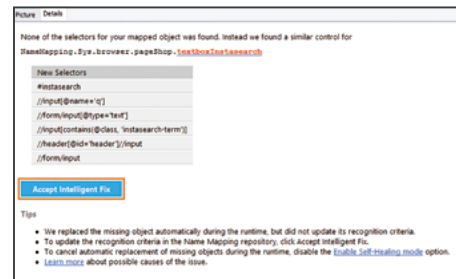 Picture Details
None of the selectors for your mapped object was found. Instead we found a similar control for
NameMapping.Sys.browser.pageShop.textboxInstasearch
New Selectors
#instasearch
//input[@name='q']
//form/input[@type='text']
//input[contains(@class, 'instasearch-term')]
//header[@id='header']//input
//form/input
Accept Intelligent Fix
Tips
• We replaced the missing object automatically during the runtime, but did not update its recognition criteria.
• To update the recognition criteria in the Name Mapping repository, click Accept Intelligent Fix.
• To cancel automatic replacement of missing objects during the runtime, disable the Enable Self-Healing mode option.
• Learn more about possible causes of the issue.